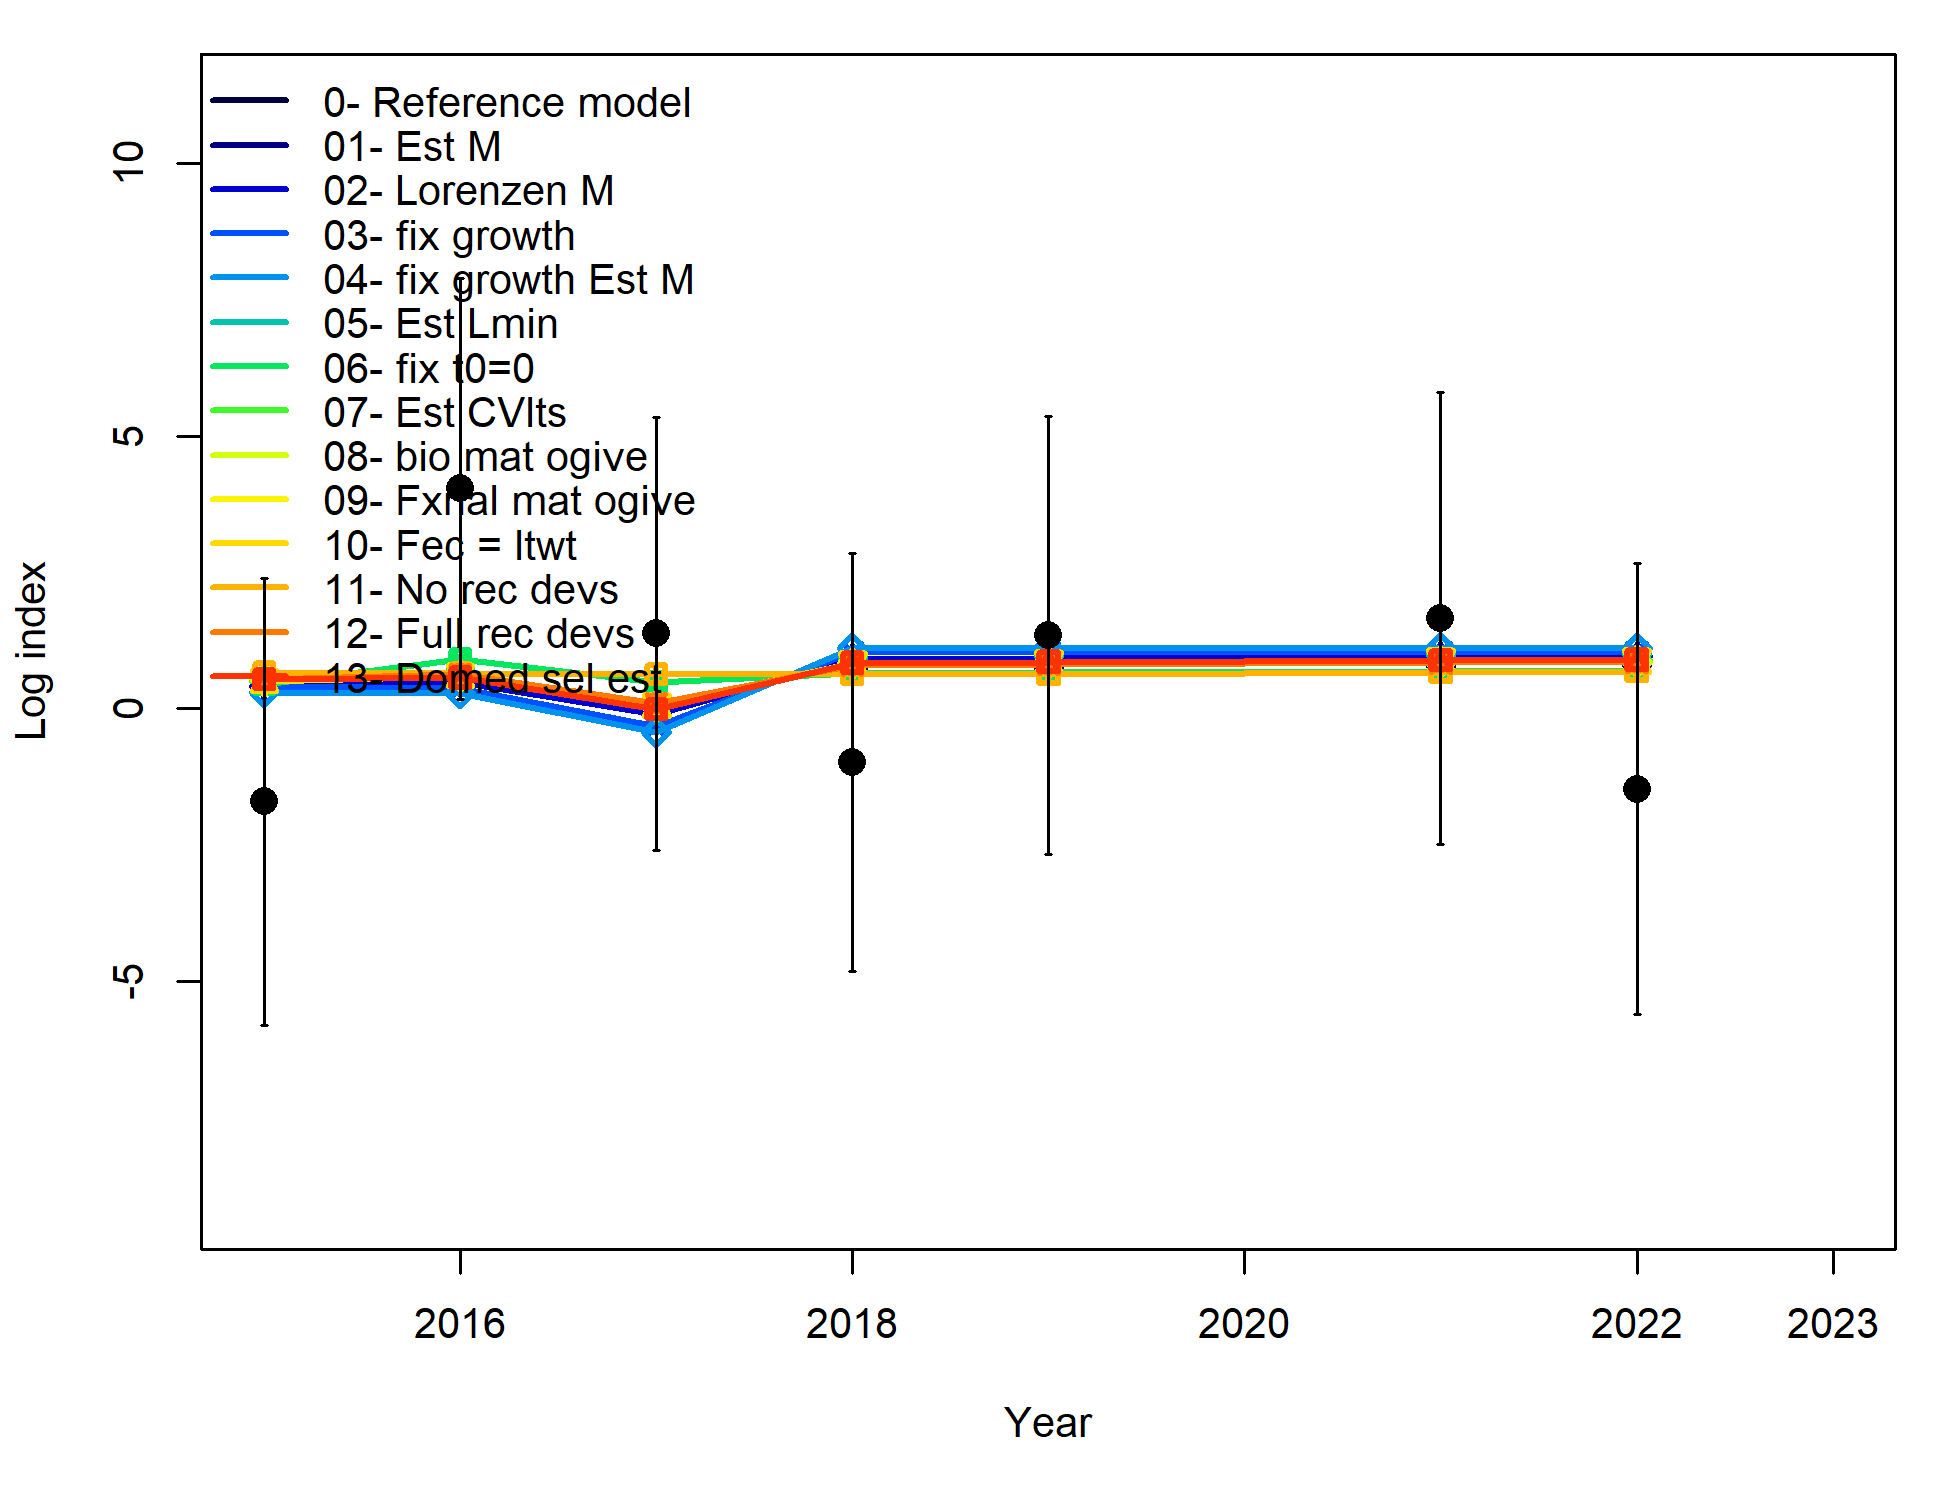 0- Reference model
01- Est M
02- Lorenzen M
03- fix growth
04- fix growth Est M
05- Est Lmin
06- fix t0=0
07- Est CVlts
08- bio mat ogive
09- Fxnal mat ogive
10- Fec = ltwt
11- No rec devs
12- Full rec devs
13- Domed sel est
10
5
0
-5
Log index
2016 2018 2020 2022 2023
Year